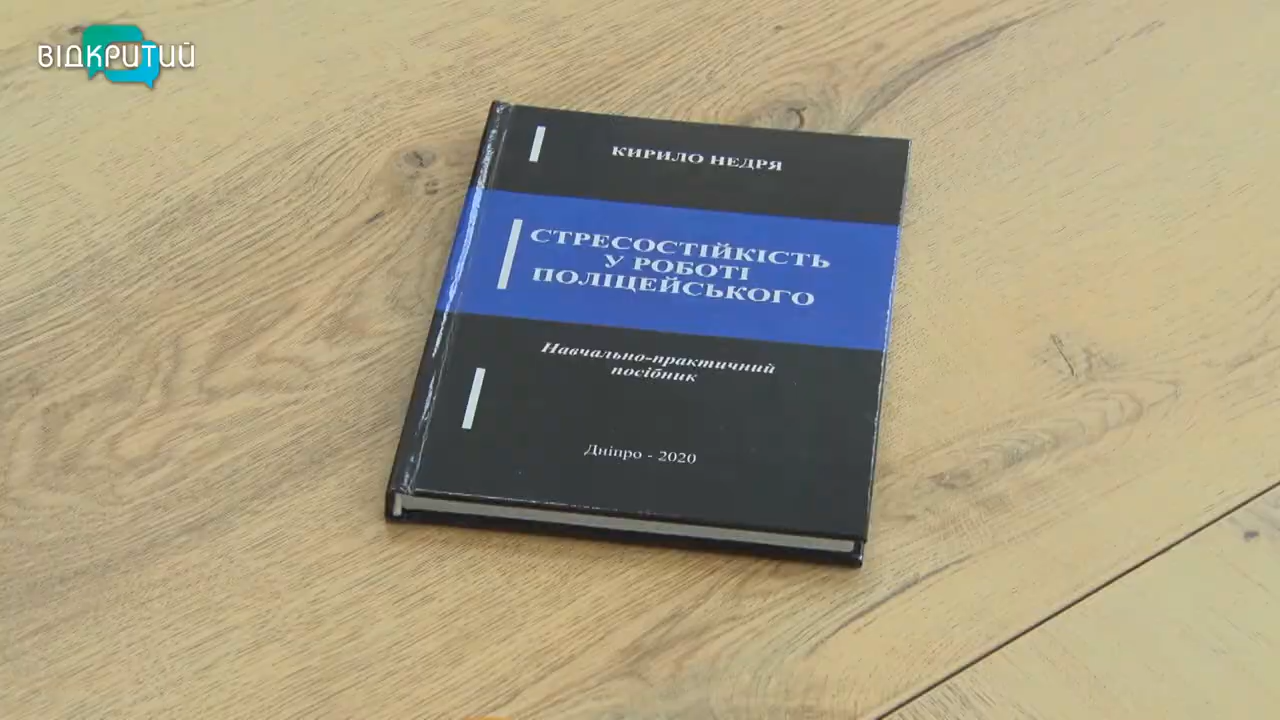 ВІДКРИТИЙ
КИРИЛО НЕДРЯ
СТРЕСОСТІЙКІСТЬ
У РОБОТІ
ПОЛІЦЕЙСЬКОГО
Навчально-практичний
посібник
Дніпро - 2020